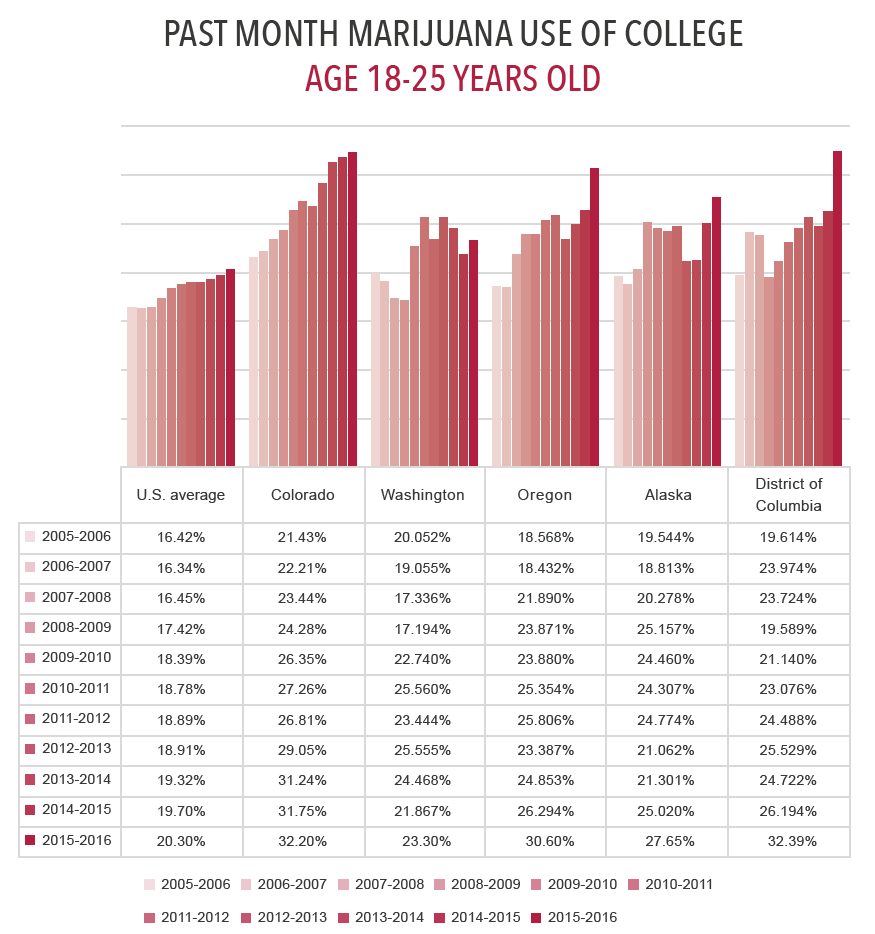 PAST MONTH MARIJUANA USE OF COLLEGE
AGE 18-25 YEARS OLD
U.S. average Colorado Washington Oregon Alaska District of
Columbia
2005-2006 16.42% 21.43% 20.052% 18.568% 19.544% 19.614%
2006-2007 16.34% 22.21% 19.055% 18.432% 18.813% 23.974%
2007-2008 16.45% 23.44% 17.336% 21.890% 20.278% 23.724%
2008-2009 17.42% 24.28% 17.194% 23.871% 25.157% 19.589%
2009-2010 18.39% 26.35% 22.740% 23.880% 24.460% 21.140%
2010-2011 18.78% 27.26% 25.560% 25.354% 24.307% 23.076%
2011-2012 18.89% 26.81% 23.444% 25.806% 24.774% 24.488%
2012-2013 18.91% 29.05% 25.555% 23.387% 21.062% 25.529%
2013-2014 19.32% 31.24% 24.468% 24.853% 21.301% 24.722%
2014-2015 19.70% 31.75% 21.867% 26.294% 25.020% 26.194%
2015-2016 20.30% 32.20% 23.30% 30.60% 27.65% 32.39%
2005-2006 2006-2007 2007-2008 2008-2009 2009-2010 2010-2011
2011-2012 2012-2013 2013-2014 2014-2015 2015-2016